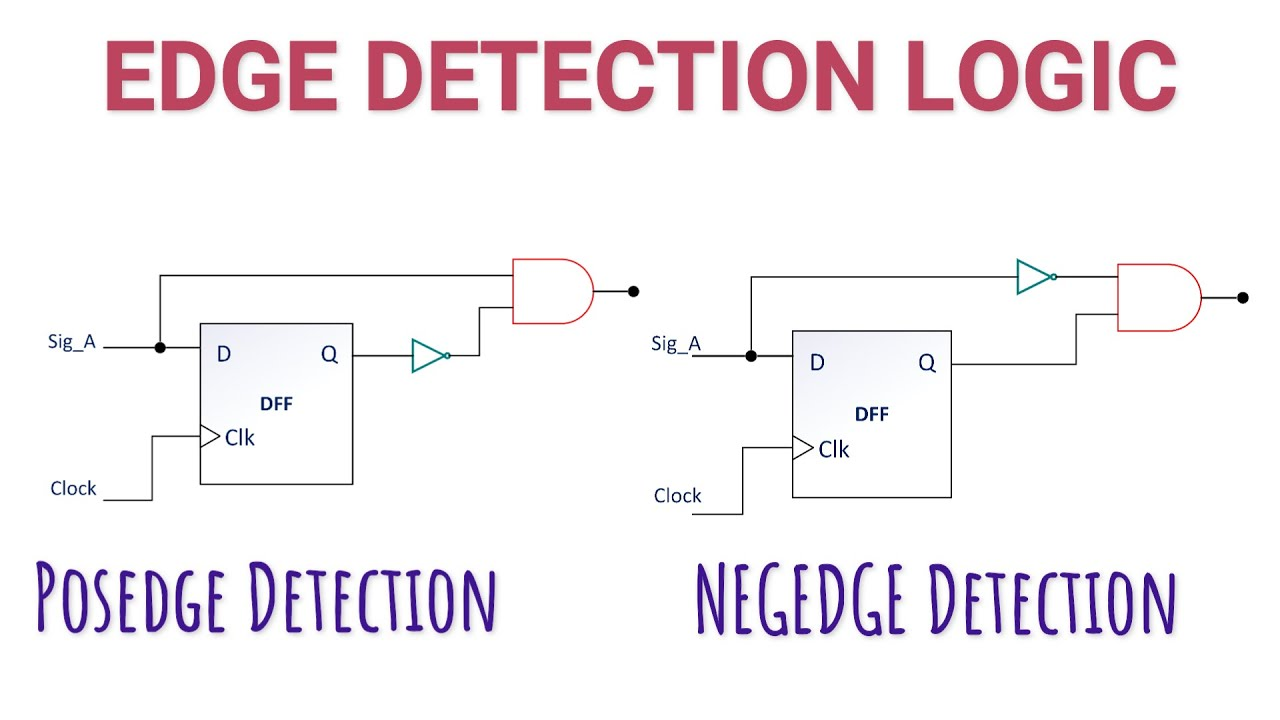 EDGE DETECTION LOGIC
Sig_A
D
Q
DFF
Clk
Clock
POSEDGE DETECTION
Sig_A
D
Q
DFF
Clk
Clock
NEGEDGE DETECTION